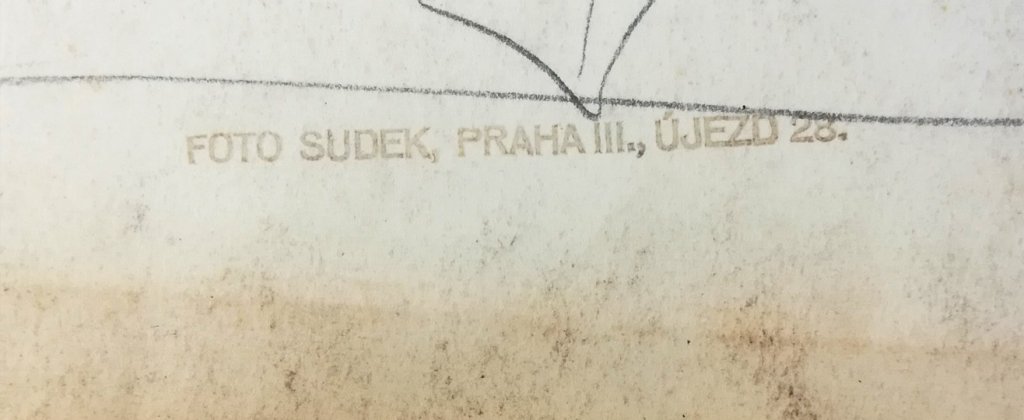 FOTO SUDEK, PRAHA III., ÚJEZD 28.